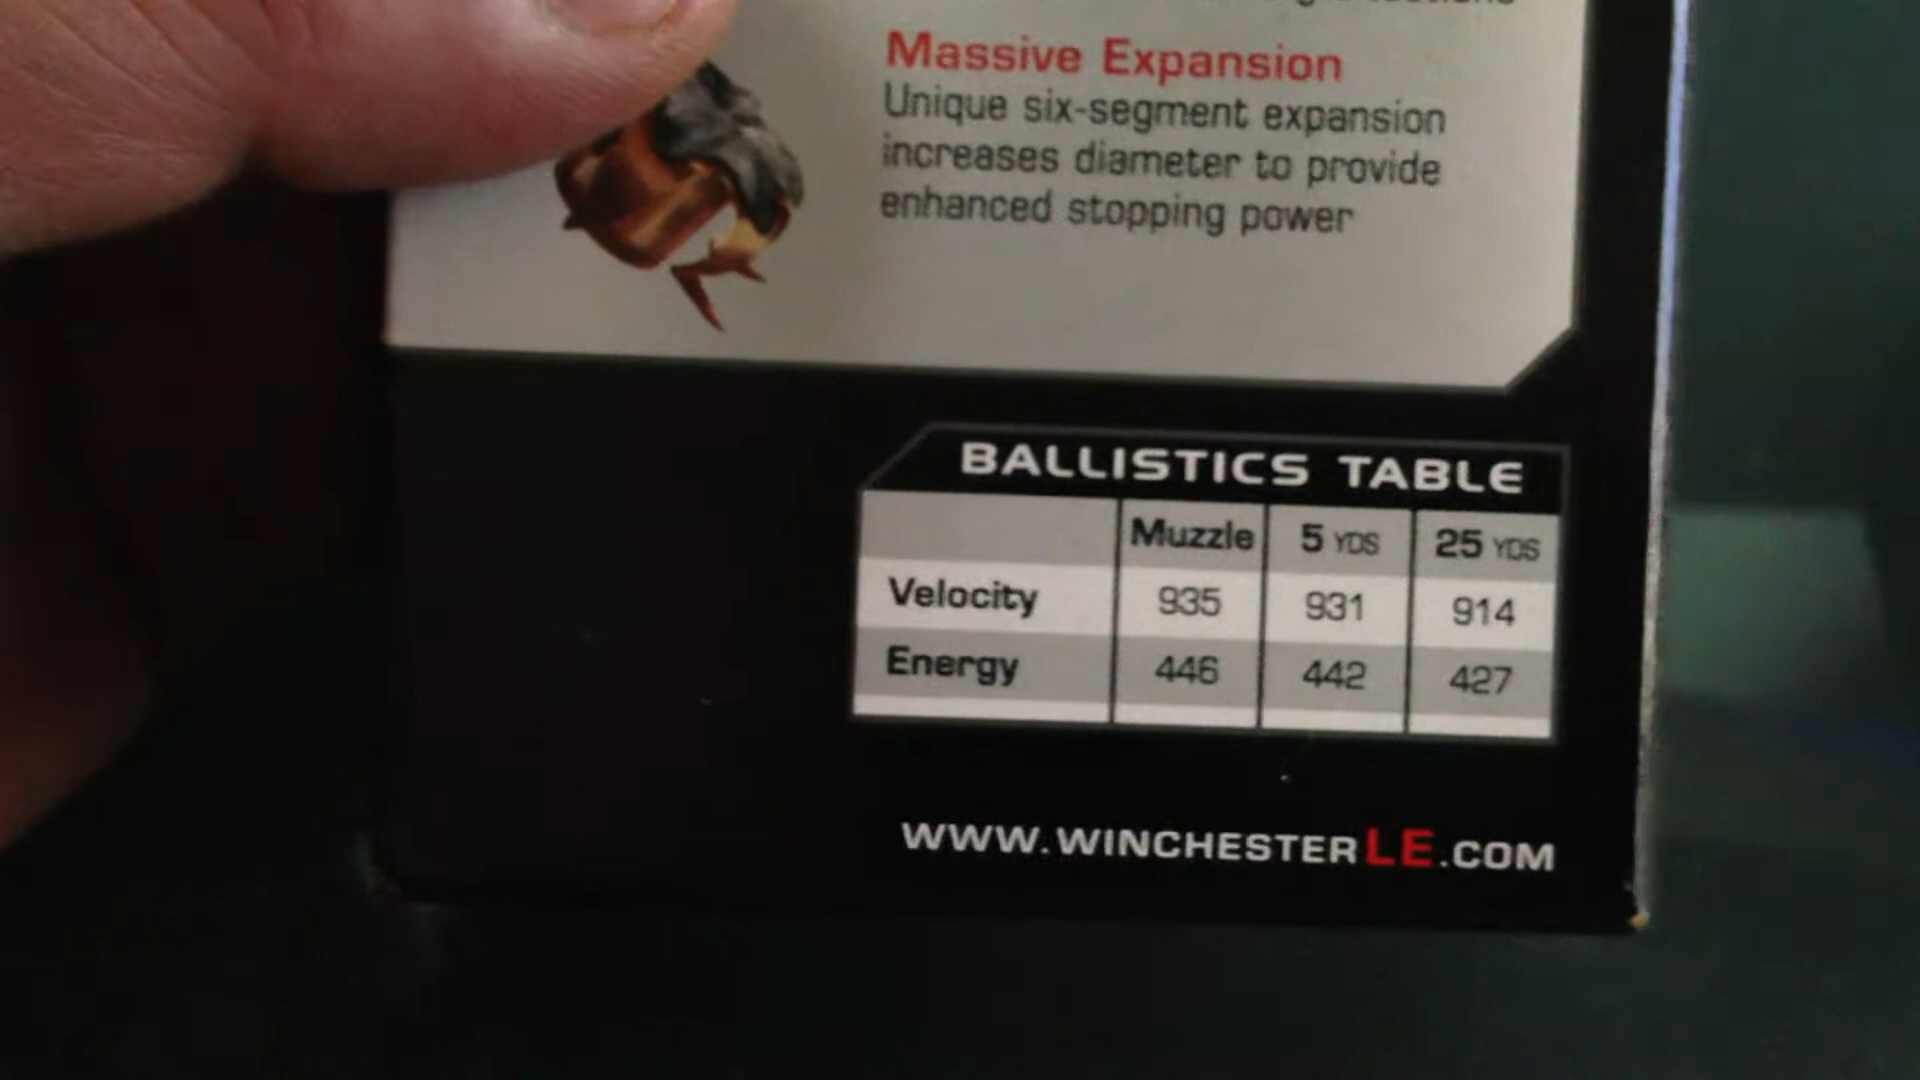 Massive Expansion
Unique six-segment expansion
increases diameter to provide
enhanced stopping power
BALLISTICS TABLE
Muzzle 5 YDS 25 YDS
Velocity 935 931 914
Energy 446 442 427
WWW.WINCHESTERLE.COM